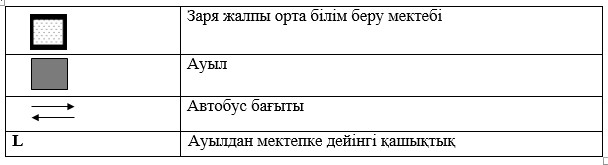 Заря жалпы орта білім беру мектебі
Ауыл
Автобус бағыты
L Ауылдан мектепке дейінгі қашықтық